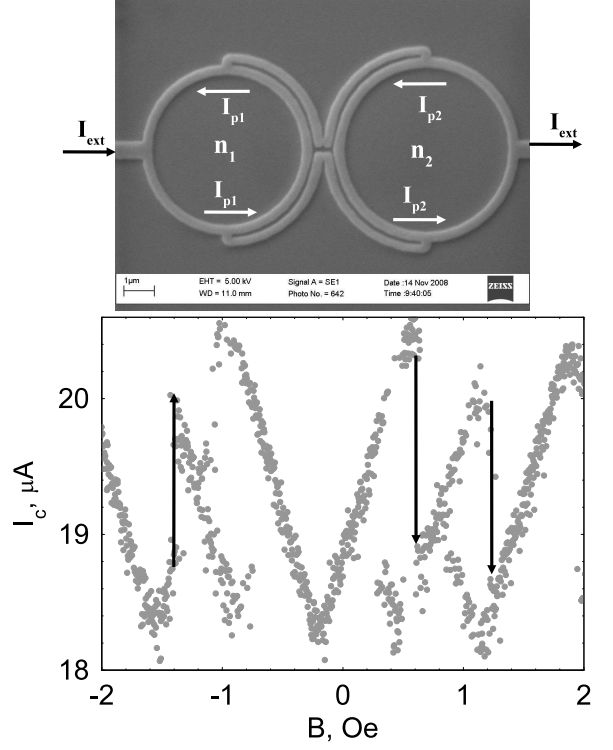 I_p1
I_p2
I_ext
I_ext
n_1
n_2
I_p1
I_p2
1µm
EHT = 5.00 kV
Signal A = SE1
Date :14 Nov 2008
WD = 11.0 mm
Photo No. = 642
Time :9:40:05
ZEISS
20
19
18
I_c, µA
-2
-1
0
1
2
B, Oe